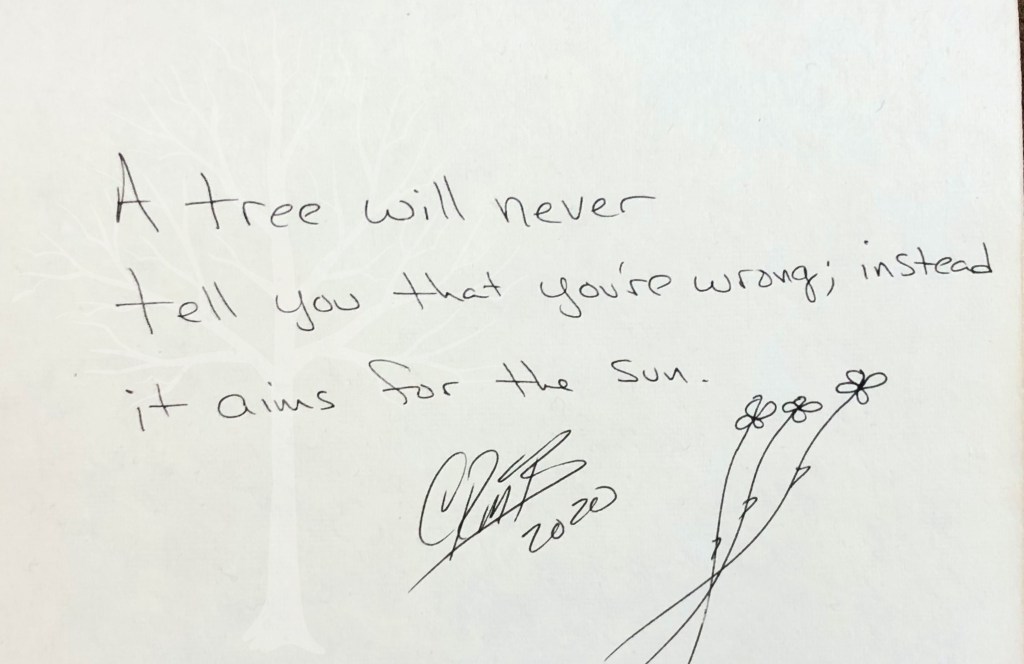 A tree will never
tell you that you're wrong; instead
it aims for the sun.
2020